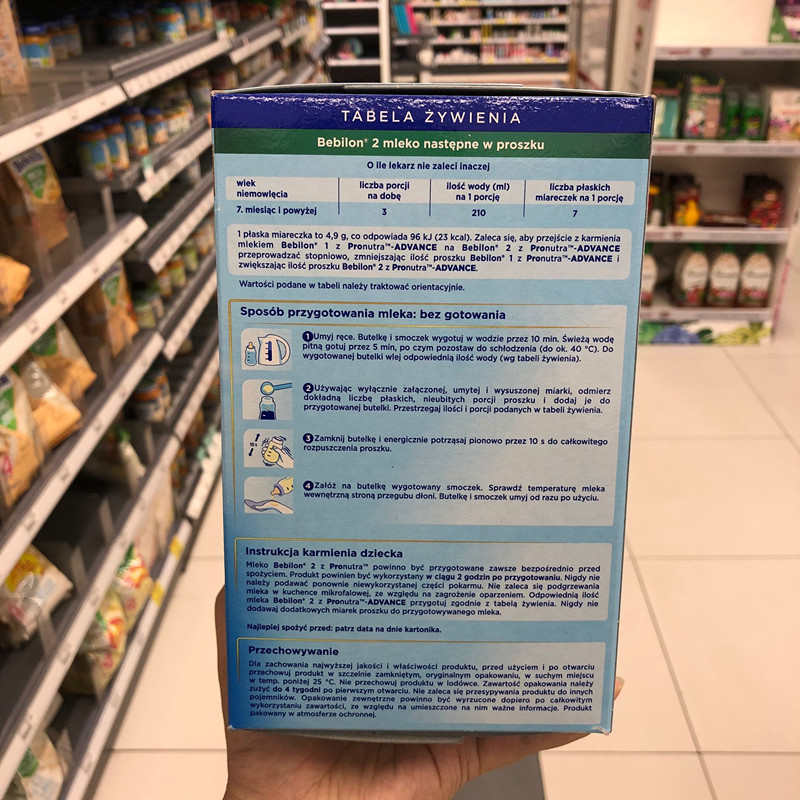 TABELA ŻYWIENIA
Bebilon® 2 mleko następne w proszku
O ile lekarz nie zaleci inaczej
wiek niemowlęcia | liczba porcji na dobę | ilość wody (ml) na 1 porcję | liczba płaskich miareczek na 1 porcję
7. miesiąc i powyżej | 3 | 210 | 7
1 płaska miareczka to 4,9 g, co odpowiada 96 kJ (23 kcal). Zaleca się, aby przejście z karmienia
mlekiem Bebilon® 1 z Pronutra™-ADVANCE na Bebilon® 2 z Pronutra™-ADVANCE
przeprowadzać stopniowo, zmniejszając ilość proszku Bebilon® 1 z Pronutra™-ADVANCE i
zwiększając ilość proszku Bebilon® 2 z Pronutra™-ADVANCE.
Wartości podane w tabeli należy traktować orientacyjnie.
Sposób przygotowania mleka: bez gotowania
1 Umyj ręce. Butelkę i smoczek wygotuj w wodzie przez 10 min. Świeżą wodę
pitną gotuj przez 5 min, po czym pozostaw do schłodzenia (do ok. 40 °C). Do
wygotowanej butelki wlej odpowiednią ilość wody (wg tabeli żywienia).
2 Używając wyłącznie załączonej, umytej i wysuszonej miarki, odmierz
dokładną liczbę płaskich, nieubitych porcji proszku i dodaj je do
przygotowanej butelki. Przestrzegaj ilości i porcji podanych w tabeli żywienia.
10 s
3 Zamknij butelkę i energicznie potrząsaj pionowo przez 10 s do całkowitego
rozpuszczenia proszku.
4 Załóż na butelkę wygotowany smoczek. Sprawdź temperaturę mleka
wewnętrzną stroną przegubu dłoni. Butelkę i smoczek umyj od razu po użyciu.
Instrukcja karmienia dziecka
Mleko Bebilon® 2 z Pronutra™ powinno być przygotowane zawsze bezpośrednio przed
spożyciem. Produkt powinien być wykorzystany w ciągu 2 godzin po przygotowaniu. Nigdy nie
należy podawać ponownie niewykorzystanej części pokarmu. Nie zaleca się podgrzewania
mleka w kuchence mikrofalowej, ze względu na zagrożenie oparzeniem. Odpowiednią ilość
mleka Bebilon® 2 z Pronutra™-ADVANCE przygotuj zgodnie z tabelą żywienia. Nigdy nie
dodawaj dodatkowych miarek proszku do przygotowywanego mleka.
Najlepiej spożyć przed: patrz data na dnie kartonika.
Przechowywanie
Dla zachowania najwyższej jakości i właściwości produktu, przed użyciem i po otwarciu
przechowuj produkt w szczelnie zamkniętym, oryginalnym opakowaniu, w suchym miejscu
w temp. poniżej 25 °C. Nie przechowuj produktu w lodówce. Zawartość opakowania należy
zużyć do 4 tygodni po pierwszym otwarciu. Nie zaleca się przesypywania produktu do innych
pojemników. Opakowanie zewnętrzne powinno być wyrzucone dopiero po całkowitym
wykorzystaniu zawartości, ze względu na umieszczone na nim ważne informacje. Produkt
pakowany w atmosferze ochronnej.